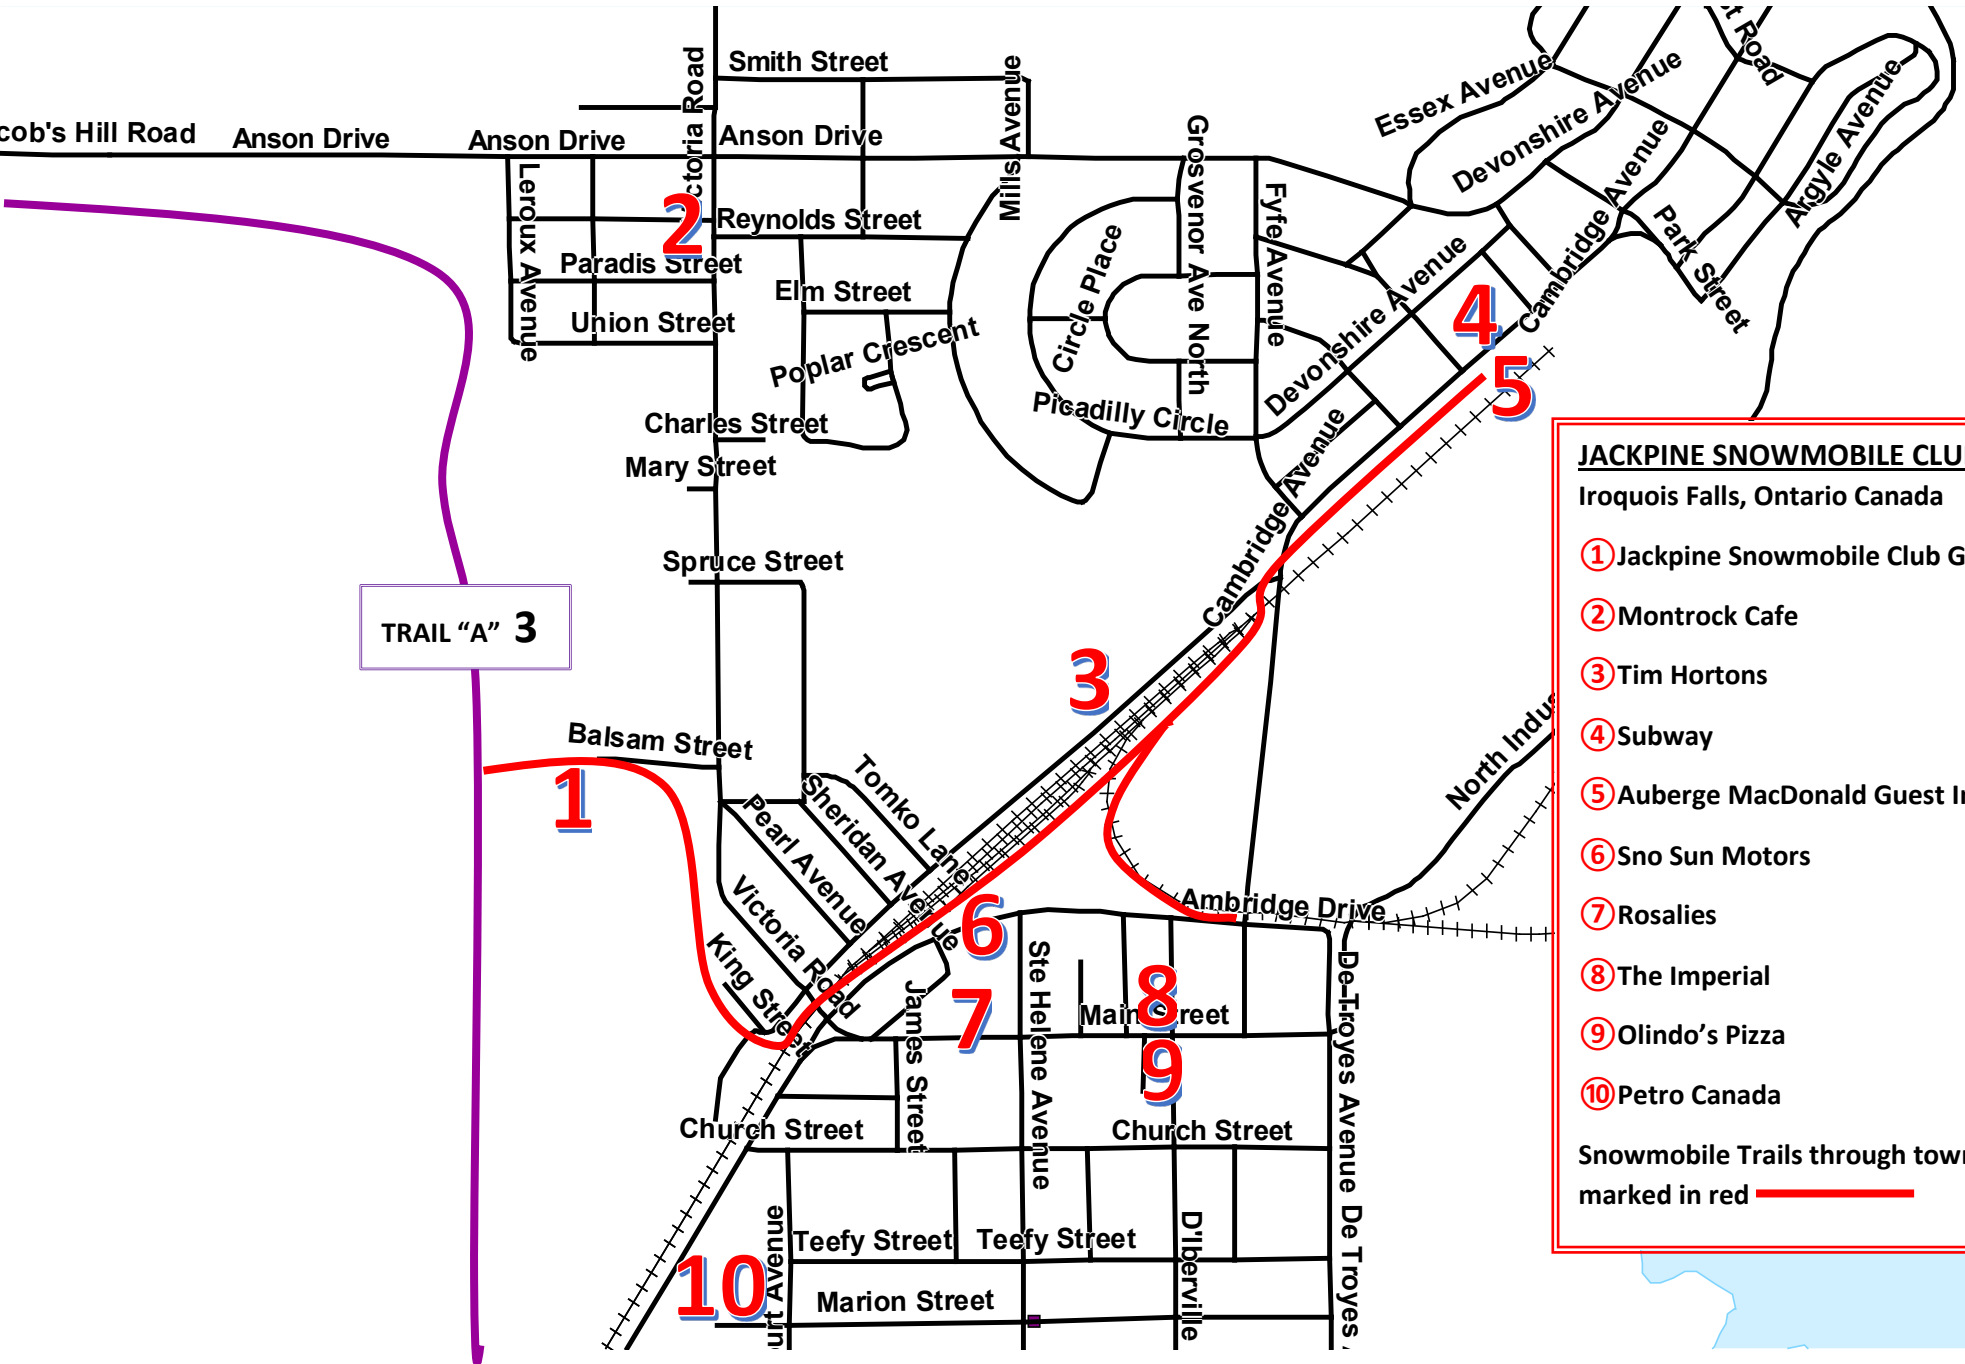 Smith Street
Victoria Road
Mills Avenue
Essex Avenue
Devonshire Avenue
Road
Argyle Avenue
cob's Hill Road
Anson Drive
Anson Drive
Anson Drive
Leroux Avenue
2
Reynolds Street
Paradis Street
Union Street
Elm Street
Poplar Crescent
Circle Place
Grosvenor Ave North
Fyfe Avenue
Picadilly Circle
Devonshire Avenue
Cambridge Avenue
Park Street
4
Cambridge
5
Charles Street
Mary Street
Spruce Street
Avenue
Cambridge
Cambridge
TRAIL "A" 3
3
Balsam Street
1
Tomko Lane
Sheridan Avenue
Pearl Avenue
Victoria Road
King Street
6
7
James Street
Ste Helene Avenue
Ambridge Drive
North Indus
8
Main Street
9
De-Troyes Avenue
De Troyes
Church Street
Church Street
Teefy Street
Teefy Street
D'Iberville
Marion Street
10
urt Avenue
JACKPINE SNOWMOBILE CLU
Iroquois Falls, Ontario Canada
1 Jackpine Snowmobile Club G
2 Montrock Cafe
3 Tim Hortons
4 Subway
5 Auberge MacDonald Guest I
6 Sno Sun Motors
7 Rosalies
8 The Imperial
9 Olindo's Pizza
10 Petro Canada
Snowmobile Trails through tow
marked in red